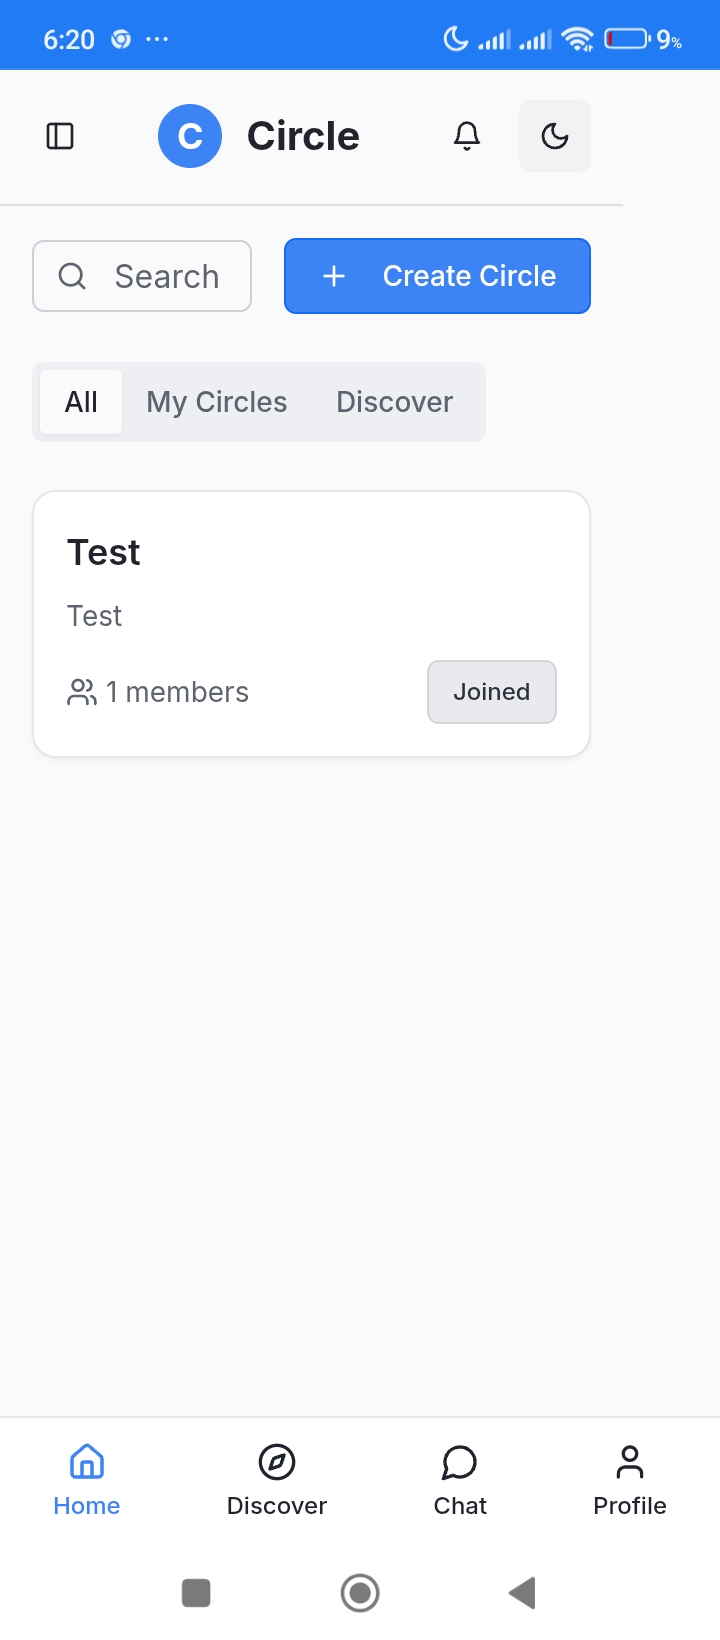 6:20 ... 9%
C Circle
Search + Create Circle
All My Circles Discover
Test
Test
1 members Joined
Home Discover Chat Profile